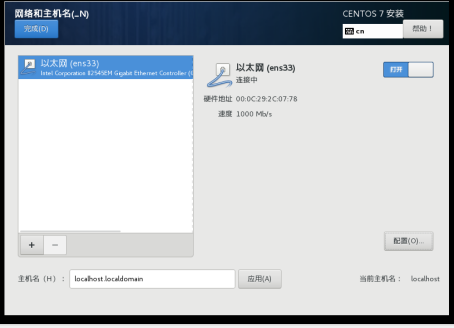 网络和主机名(_N)
CENTOS 7 安装
完成(D)
cn
帮助！
以太网 (ens33)
Intel Corporation 82545EM Gigabit Ethernet Controller (
以太网 (ens33)
连接中
打开
硬件地址 00:0C:29:2C:07:78
速度 1000 Mb/s
+
−
配置(O)...
主机名（H）：
localhost.localdomain
应用(A)
当前主机名： localhost